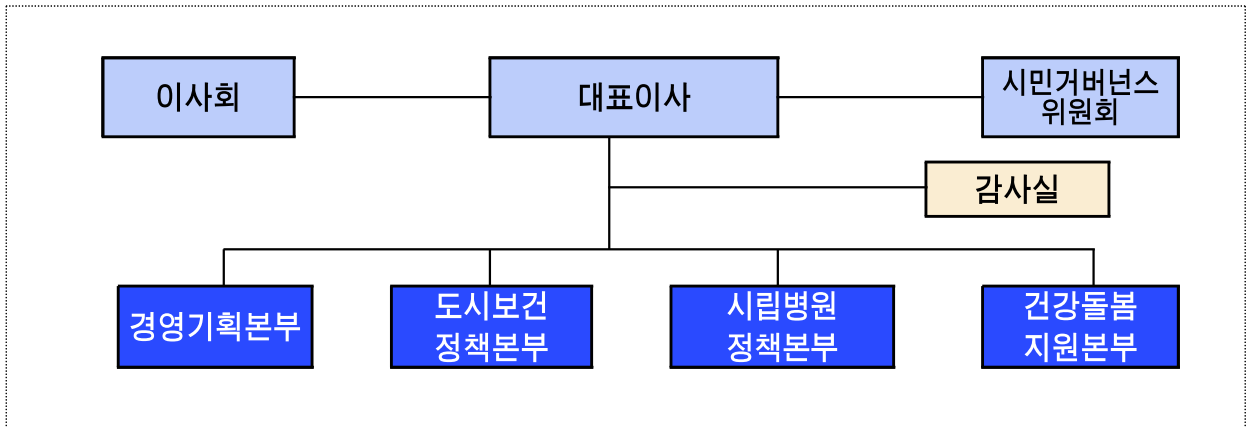 이사회
대표이사
시민거버넌스
위원회
감사실
경영기획본부
도시보건
정책본부
시립병원
정책본부
건강돌봄
지원본부